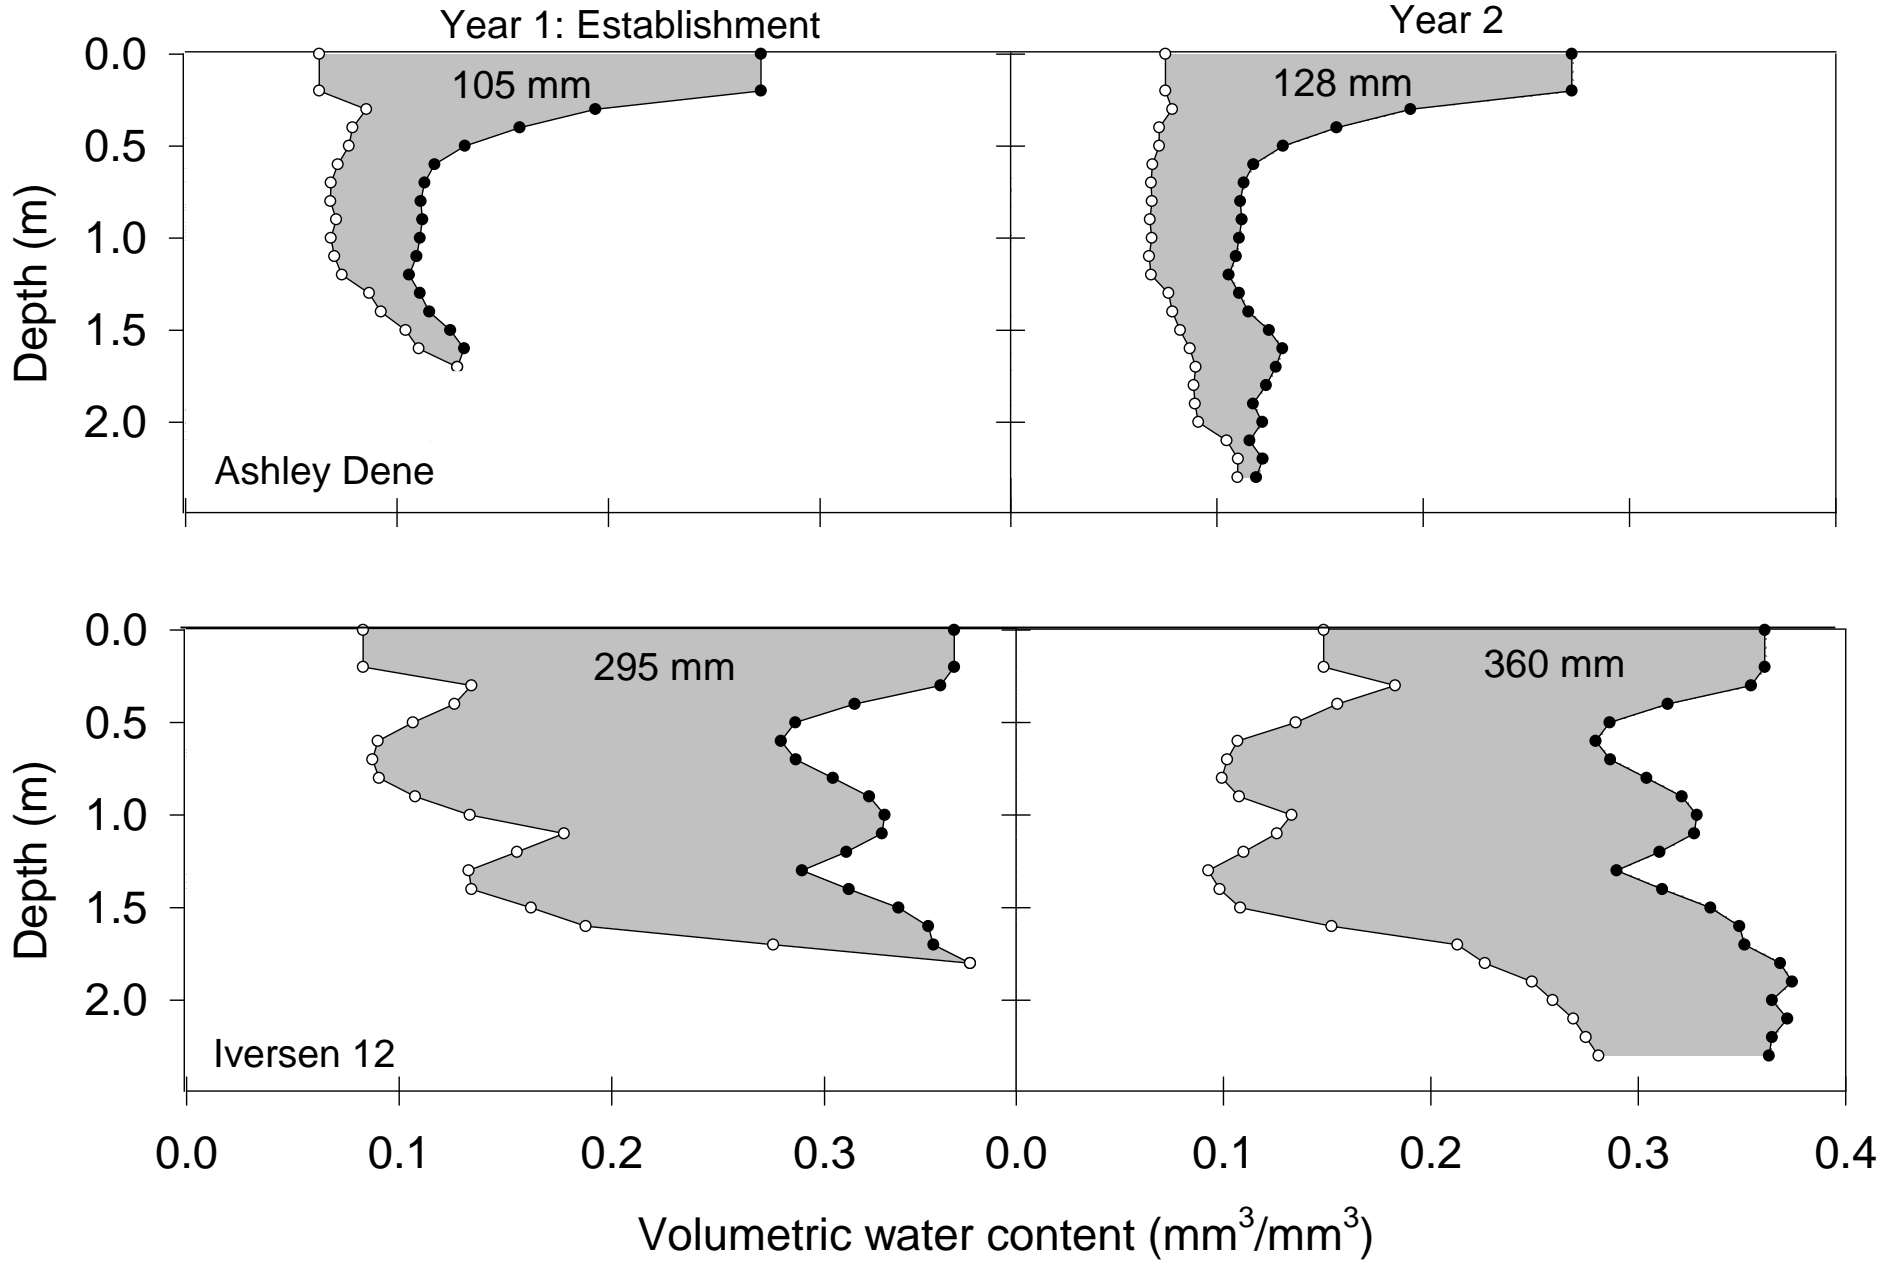 Year 1: Establishment
Year 2
0.0
105 mm
128 mm
0.5
1.0
1.5
2.0
Depth (m)
Ashley Dene
0.0
295 mm
360 mm
0.5
1.0
1.5
2.0
Depth (m)
Iversen 12
0.0 0.1 0.2 0.3 0.0 0.1 0.2 0.3 0.4
Volumetric water content (mm³/mm³)